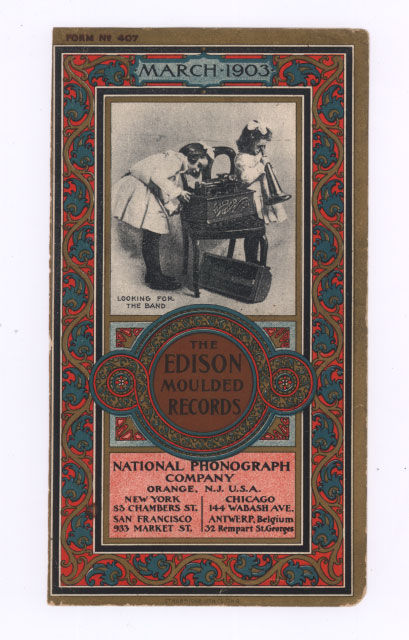 FORM Nº 407
MARCH·1903
LOOKING FOR
THE BAND
THE
EDISON
MOULDED
RECORDS
NATIONAL PHONOGRAPH
COMPANY
ORANGE, N.J. U.S.A.
NEW YORK
83 CHAMBERS ST.
SAN FRANCISCO
933 MARKET ST.
CHICAGO
144 WABASH AVE.
ANTWERP, Belgium
32 Rempart St. Georges